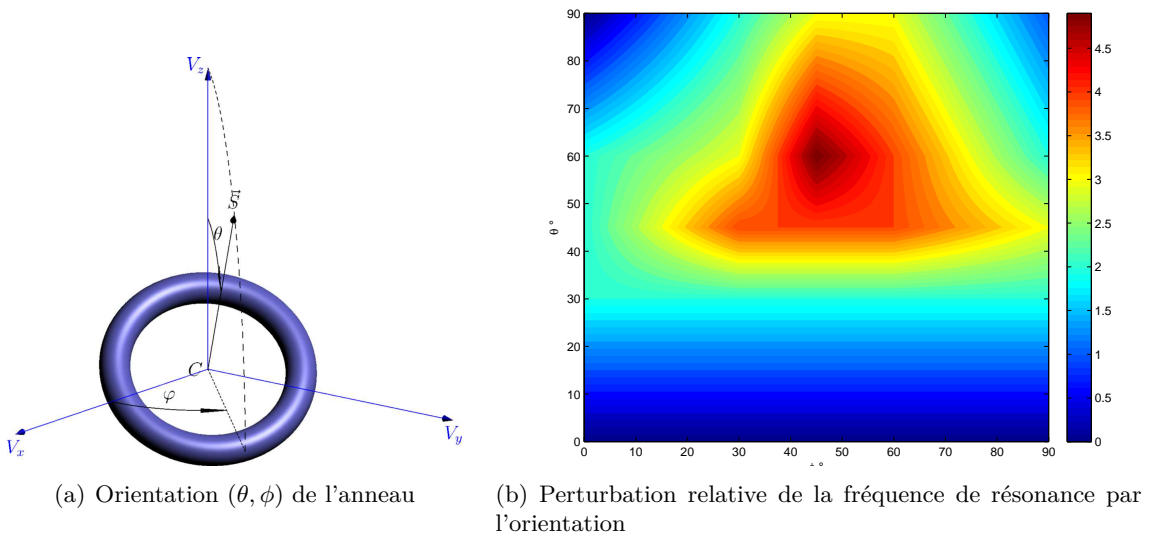 V_z
S⃗
θ
C
φ
V_x
V_y
(a) Orientation (θ, ϕ) de l'anneau
90
80
70
60
50
40
30
20
10
0
θ °
0 10 20 30 40 50 60 70 80 90
4.5
4
3.5
3
2.5
2
1.5
1
0.5
0
(b) Perturbation relative de la fréquence de résonance par
l'orientation